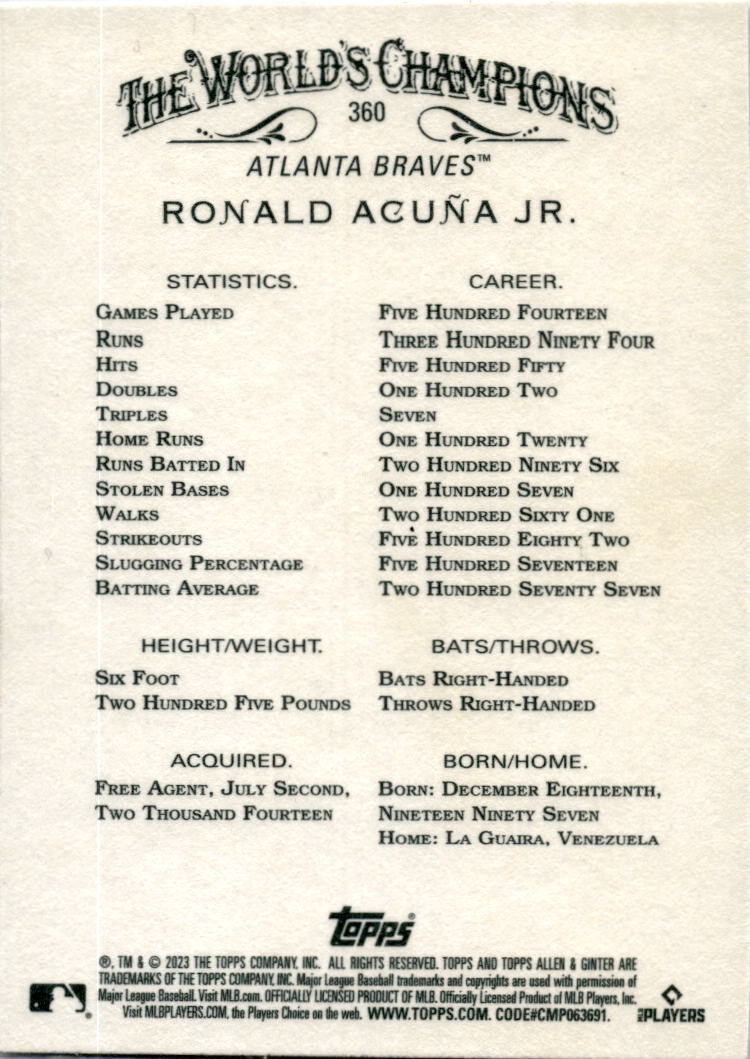 THE WORLD'S CHAMPIONS
360
ATLANTA BRAVES™
RONALD ACUÑA JR.
STATISTICS. CAREER.
GAMES PLAYED FIVE HUNDRED FOURTEEN
RUNS THREE HUNDRED NINETY FOUR
HITS FIVE HUNDRED FIFTY
DOUBLES ONE HUNDRED TWO
TRIPLES SEVEN
HOME RUNS ONE HUNDRED TWENTY
RUNS BATTED IN TWO HUNDRED NINETY SIX
STOLEN BASES ONE HUNDRED SEVEN
WALKS TWO HUNDRED SIXTY ONE
STRIKEOUTS FIVE HUNDRED EIGHTY TWO
SLUGGING PERCENTAGE FIVE HUNDRED SEVENTEEN
BATTING AVERAGE TWO HUNDRED SEVENTY SEVEN
HEIGHT/WEIGHT. BATS/THROWS.
SIX FOOT BATS RIGHT-HANDED
TWO HUNDRED FIVE POUNDS THROWS RIGHT-HANDED
ACQUIRED. BORN/HOME.
FREE AGENT, JULY SECOND, BORN: DECEMBER EIGHTEENTH,
TWO THOUSAND FOURTEEN NINETEEN NINETY SEVEN
HOME: LA GUAIRA, VENEZUELA
Topps®
®, TM & © 2023 THE TOPPS COMPANY, INC. ALL RIGHTS RESERVED. TOPPS AND TOPPS ALLEN & GINTER ARE
TRADEMARKS OF THE TOPPS COMPANY, INC. Major League Baseball trademarks and copyrights are used with permission of
Major League Baseball. Visit MLB.com. OFFICIALLY LICENSED PRODUCT OF MLB. Officially Licensed Product of MLB Players, Inc.
Visit MLBPLAYERS.COM, the Players Choice on the web. WWW.TOPPS.COM. CODE#CMP063691.
MLB PLAYERS